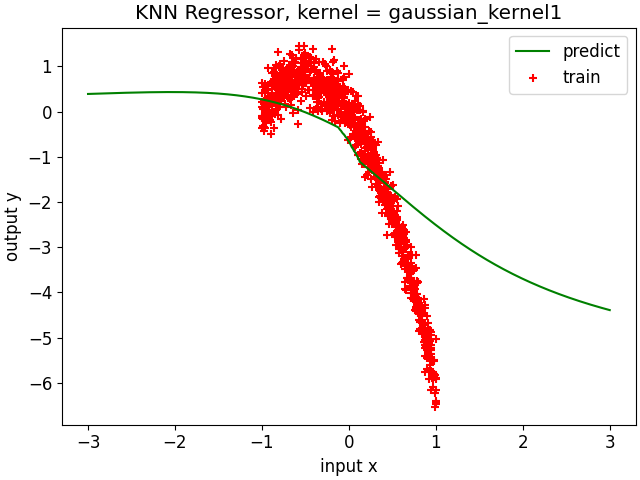 KNN Regressor, kernel = gaussian_kernel1
predict
train
1
0
−1
−2
−3
−4
−5
−6
output y
−3 −2 −1 0 1 2 3
input x